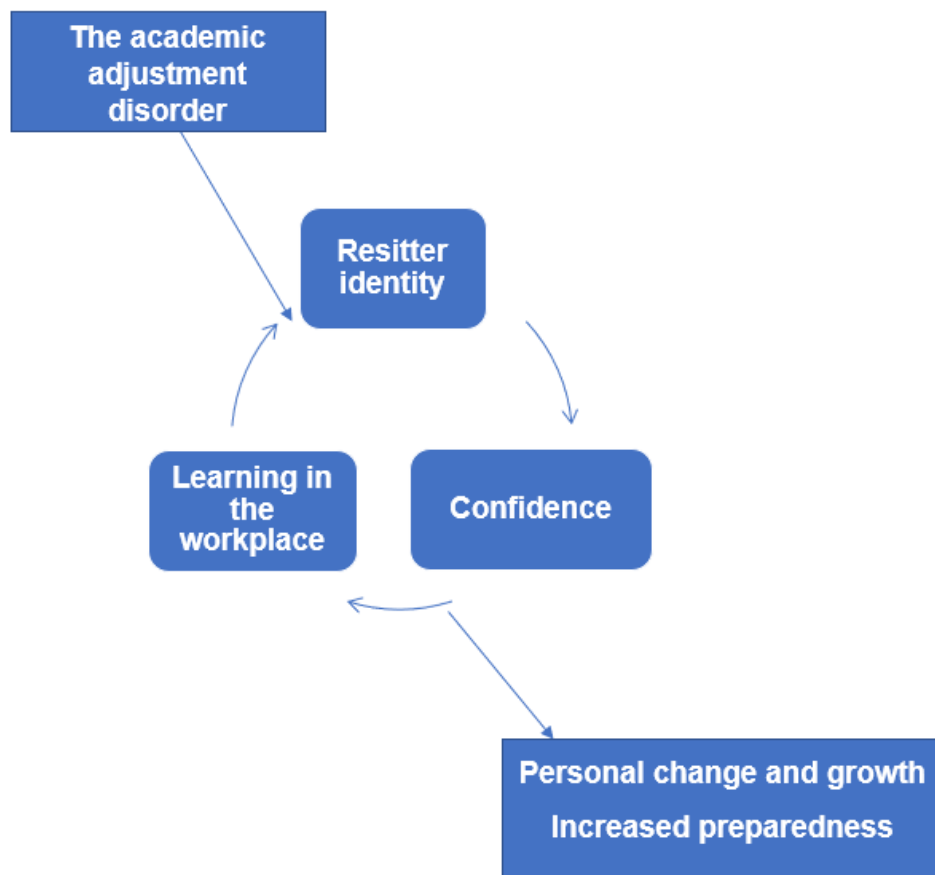 The academic
adjustment
disorder
Resitter
identity
Learning in
the
workplace
Confidence
Personal change and growth
Increased preparedness